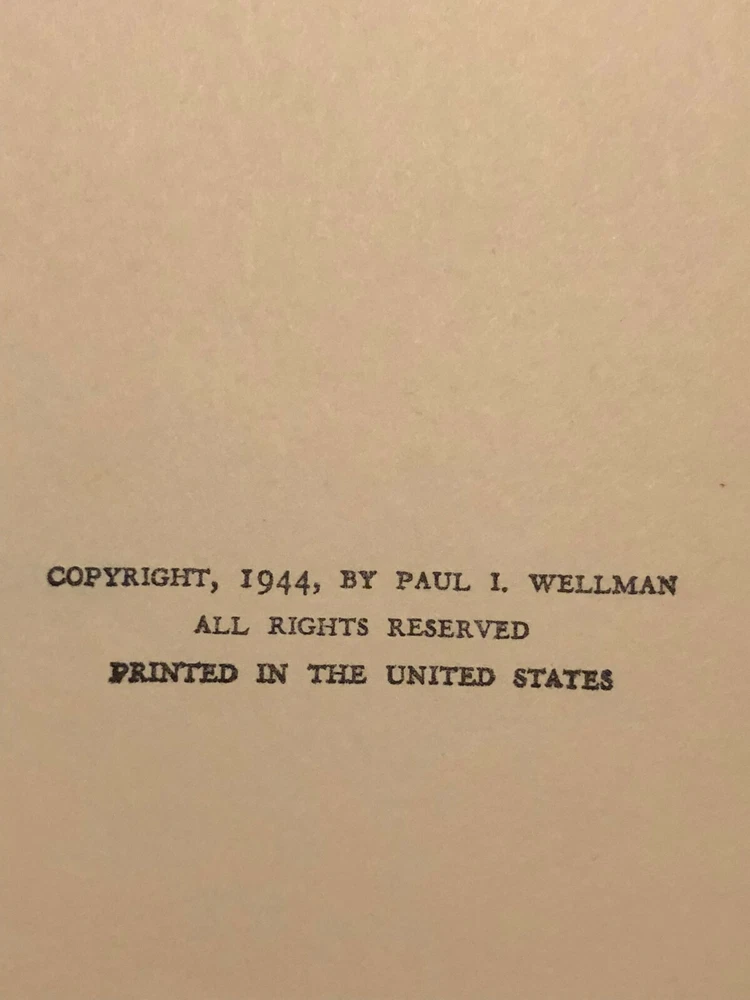 COPYRIGHT, 1944, BY PAUL I. WELLMAN
ALL RIGHTS RESERVED
PRINTED IN THE UNITED STATES